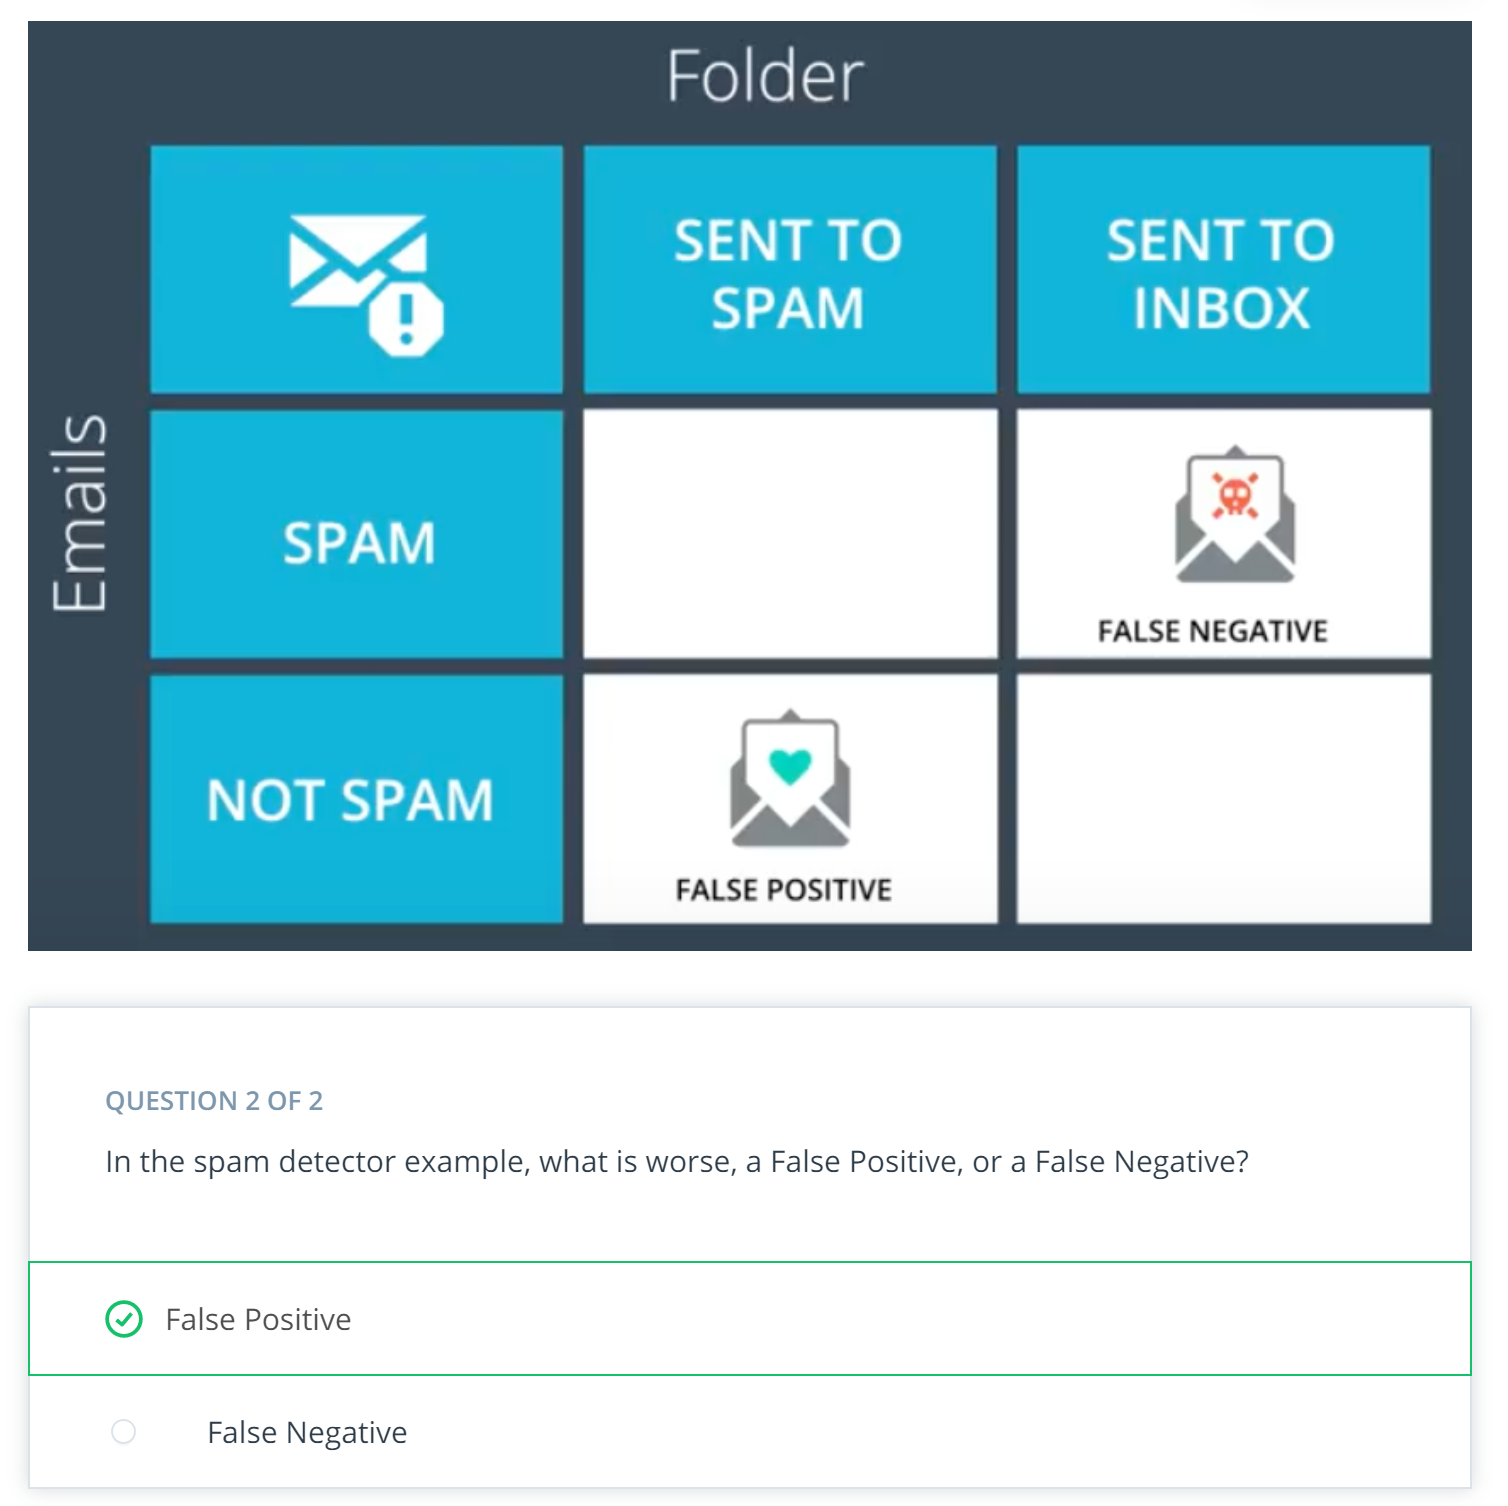 Folder
SENT TO
SPAM
SENT TO
INBOX
Emails
SPAM
FALSE NEGATIVE
NOT SPAM
FALSE POSITIVE
QUESTION 2 OF 2
In the spam detector example, what is worse, a False Positive, or a False Negative?
False Positive
False Negative